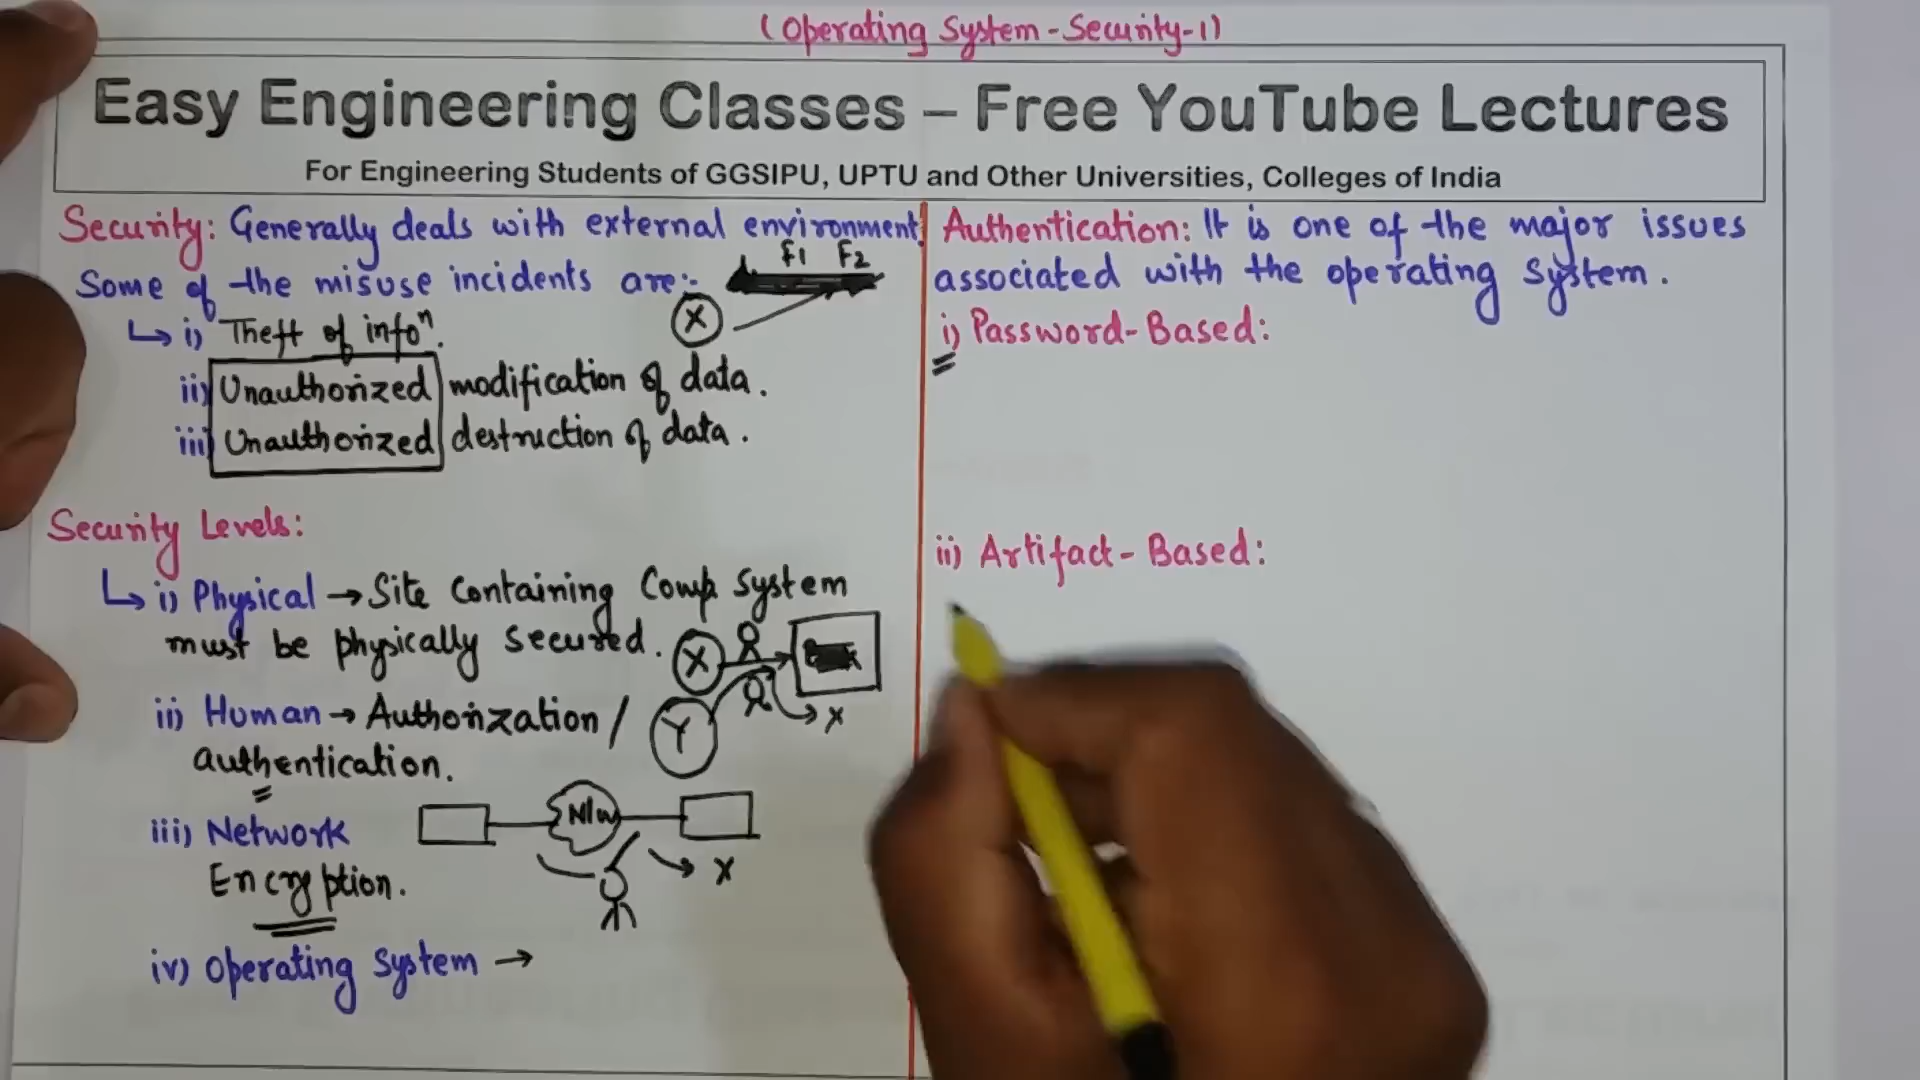 (Operating System-Security-1)
Easy Engineering Classes – Free YouTube Lectures
For Engineering Students of GGSIPU, UPTU and Other Universities, Colleges of India
Security: Generally deals with external environment.
Some of the misuse incidents are:-
F1 F2
X
↳ i) Theft of infoⁿ.
ii) Unauthorized modification of data.
iii) Unauthorized destruction of data.
Security Levels:
↳ i) Physical → Site Containing Comp System
must be physically secured.
X
ii) Human → Authorization /
authentication.
Y
x
iii) Network
Encryption.
N/w
X
iv) Operating System →
Authentication: It is one of the major issues
associated with the operating system.
i) Password-Based:
ii) Artifact-Based: